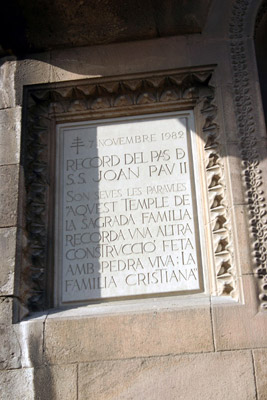 7 NOVEMBRE 1982
RECORD DEL PAS D
S.S. JOAN PAU II
SON SEVES LES PARAULES
"AQUEST TEMPLE DE
LA SAGRADA FAMILIA
RECORDA UNA ALTRA
CONSTRUCCIÓ FETA
AMB PEDRA VIVA: LA
FAMILIA CRISTIANA"